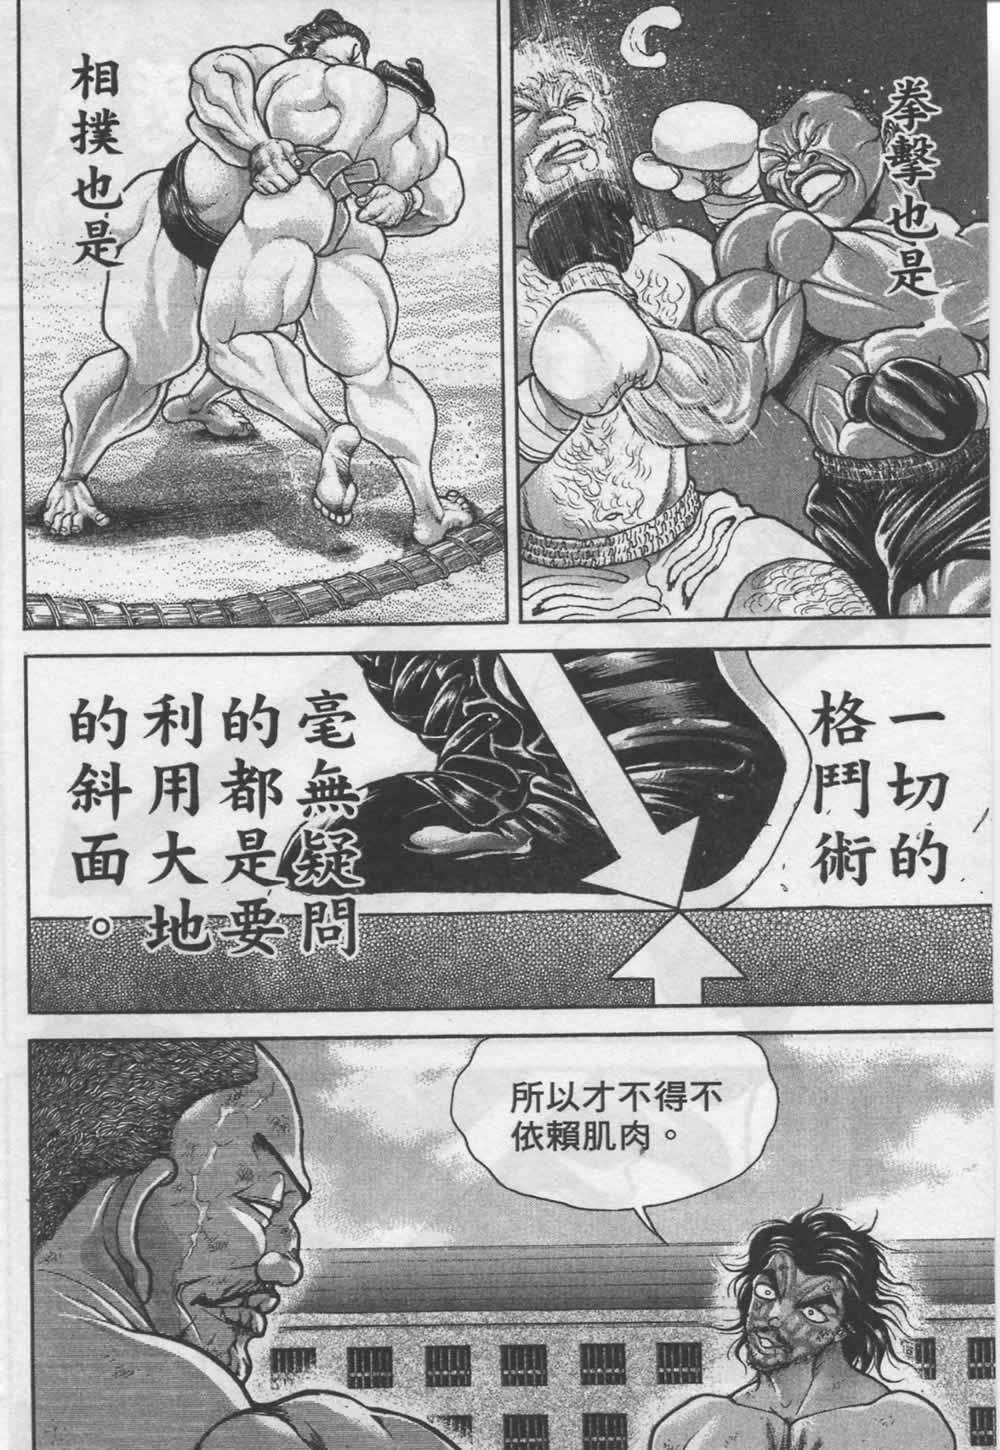 拳擊也是
相撲也是
一切的
格鬥術
毫無疑問
的都是要
利用大地
的斜面。
所以才不得不
依賴肌肉。